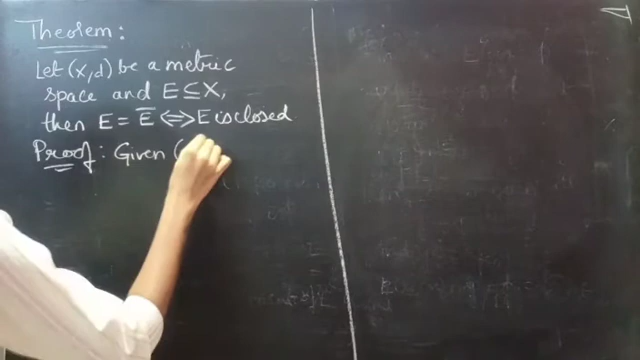 Theorem:
Let (X,d) be a metric
space and E ⊆ X,
then E = E̅ ⟺ E is closed
Proof: Given (